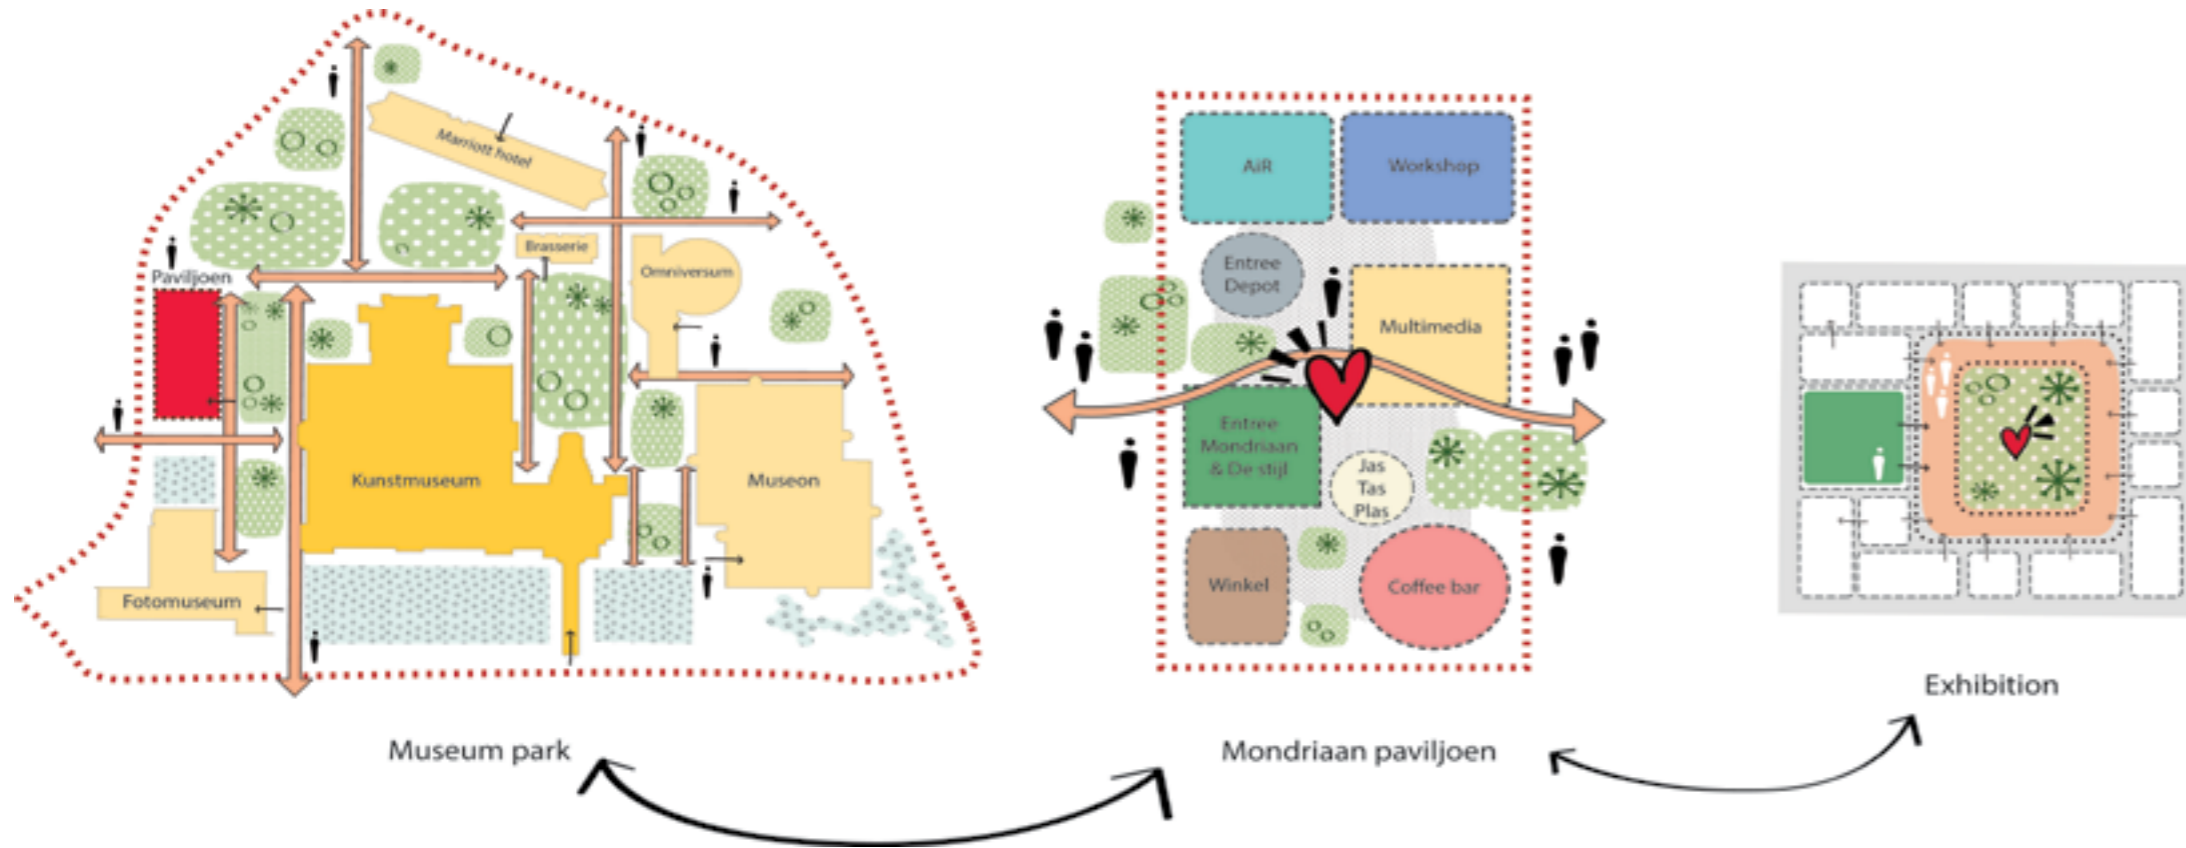 Marriott hotel
Brasserie
Omniversum
Paviljoen
Kunstmuseum
Museon
Fotomuseum
Museum park
AiR
Workshop
Entree
Depot
Multimedia
Entree
Mondriaan
& De stijl
Jas
Tas
Plas
Winkel
Coffee bar
Mondriaan paviljoen
Exhibition